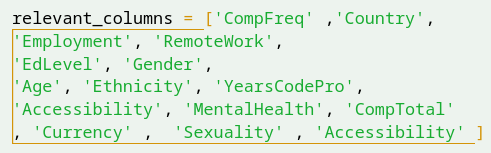 relevant_columns = ['CompFreq' ,'Country',
'Employment', 'RemoteWork',
'EdLevel', 'Gender',
'Age', 'Ethnicity', 'YearsCodePro',
'Accessibility', 'MentalHealth', 'CompTotal'
, 'Currency' ,  'Sexuality' , 'Accessibility' ]